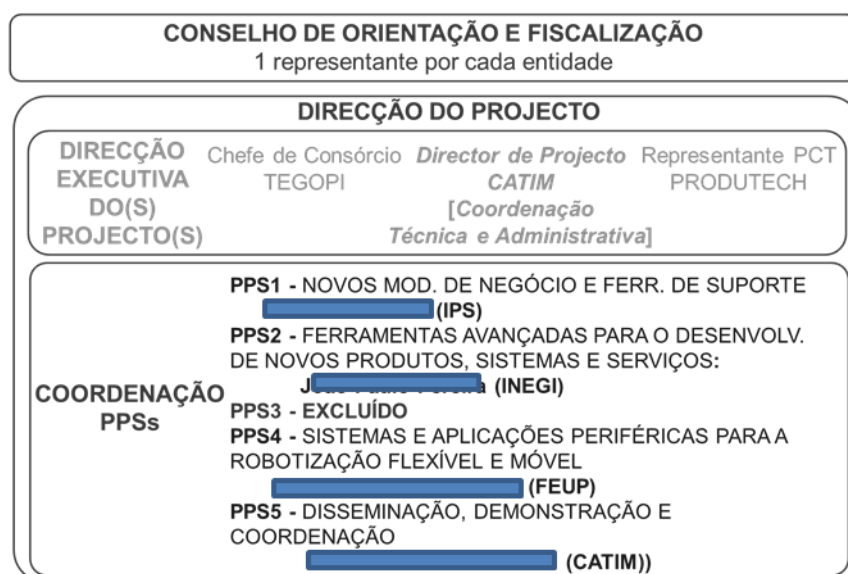 CONSELHO DE ORIENTAÇÃO E FISCALIZAÇÃO
1 representante por cada entidade
DIRECÇÃO DO PROJECTO
DIRECÇÃO
EXECUTIVA
DO(S)
PROJECTO(S)
Chefe de Consórcio
TEGOPI
Director de Projecto
CATIM
[Coordenação
Técnica e Administrativa]
Representante PCT
PRODUTECH
COORDENAÇÃO
PPSs
PPS1 - NOVOS MOD. DE NEGÓCIO E FERR. DE SUPORTE
(IPS)
PPS2 - FERRAMENTAS AVANÇADAS PARA O DESENVOLV.
DE NOVOS PRODUTOS, SISTEMAS E SERVIÇOS:
(INEGI)
PPS3 - EXCLUÍDO
PPS4 - SISTEMAS E APLICAÇÕES PERIFÉRICAS PARA A
ROBOTIZAÇÃO FLEXÍVEL E MÓVEL
(FEUP)
PPS5 - DISSEMINAÇÃO, DEMONSTRAÇÃO E
COORDENAÇÃO
(CATIM))